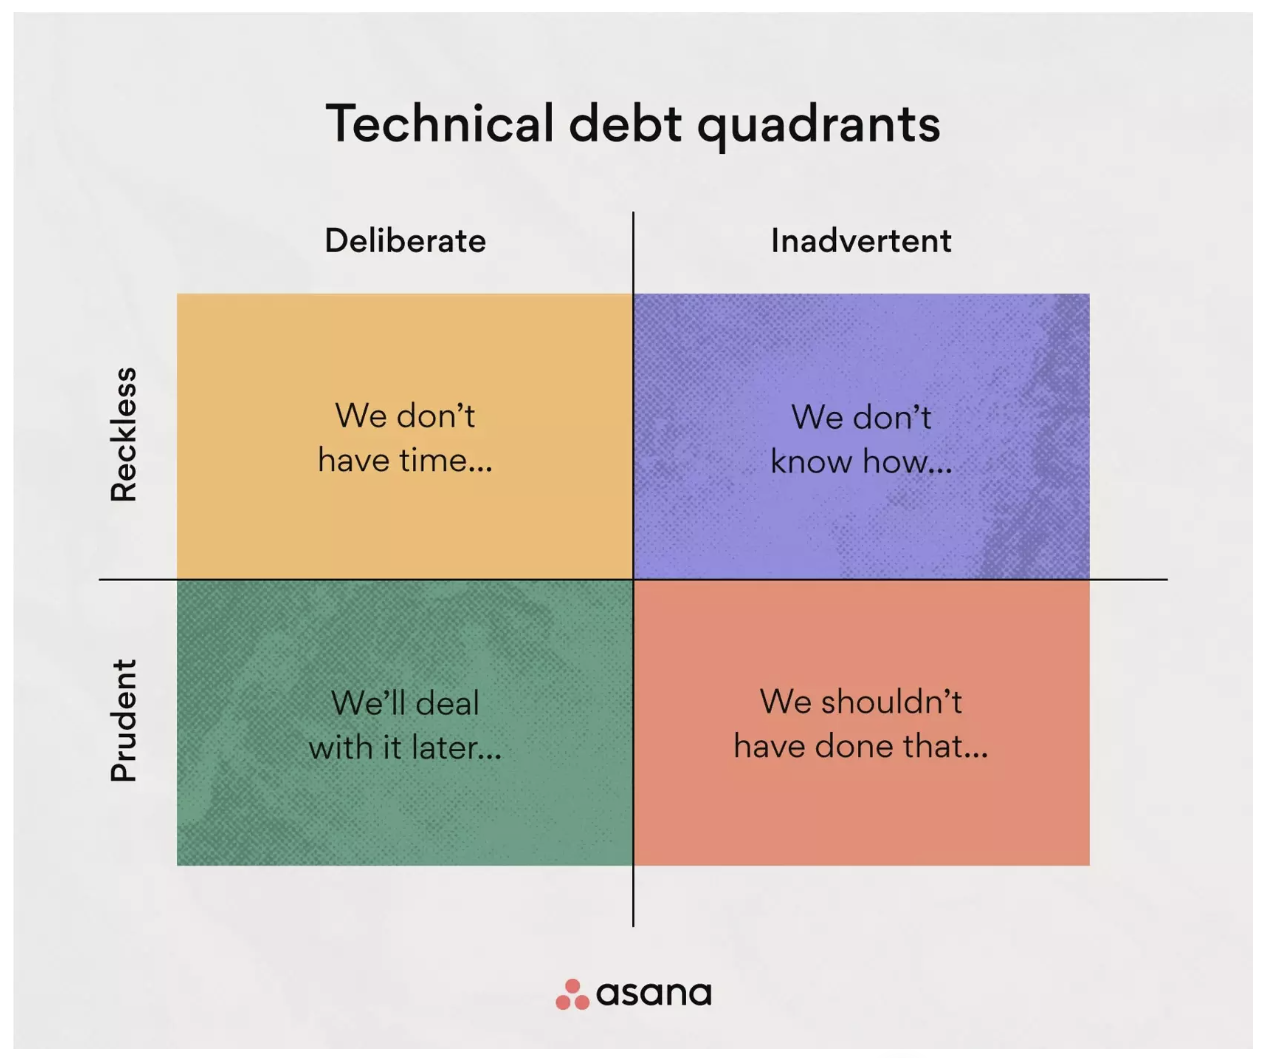 Technical debt quadrants
Deliberate
Inadvertent
Reckless
We don’t
have time...
We don’t
know how...
Prudent
We’ll deal
with it later...
We shouldn’t
have done that...
asana